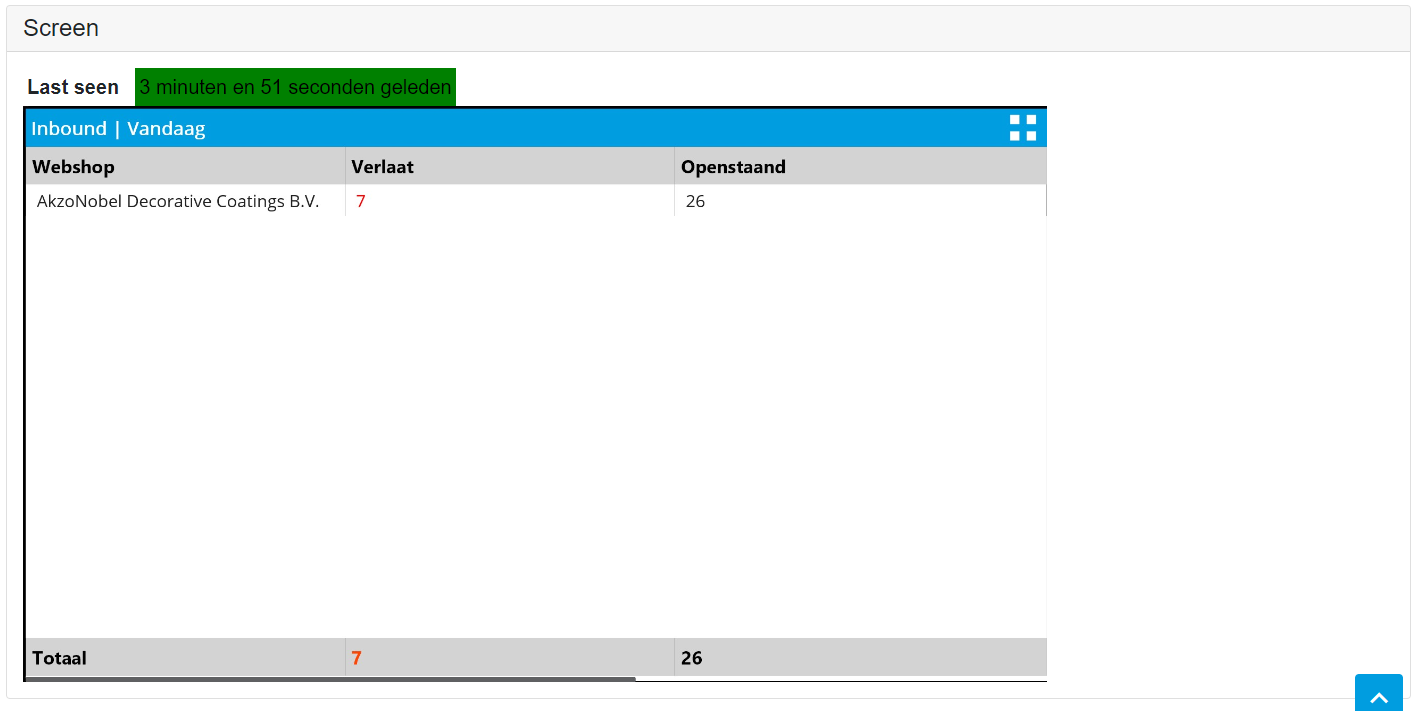 Screen
Last seen 3 minuten en 51 seconden geleden
Inbound | Vandaag
Webshop Verlaat Openstaand
AkzoNobel Decorative Coatings B.V. 7 26
Totaal 7 26